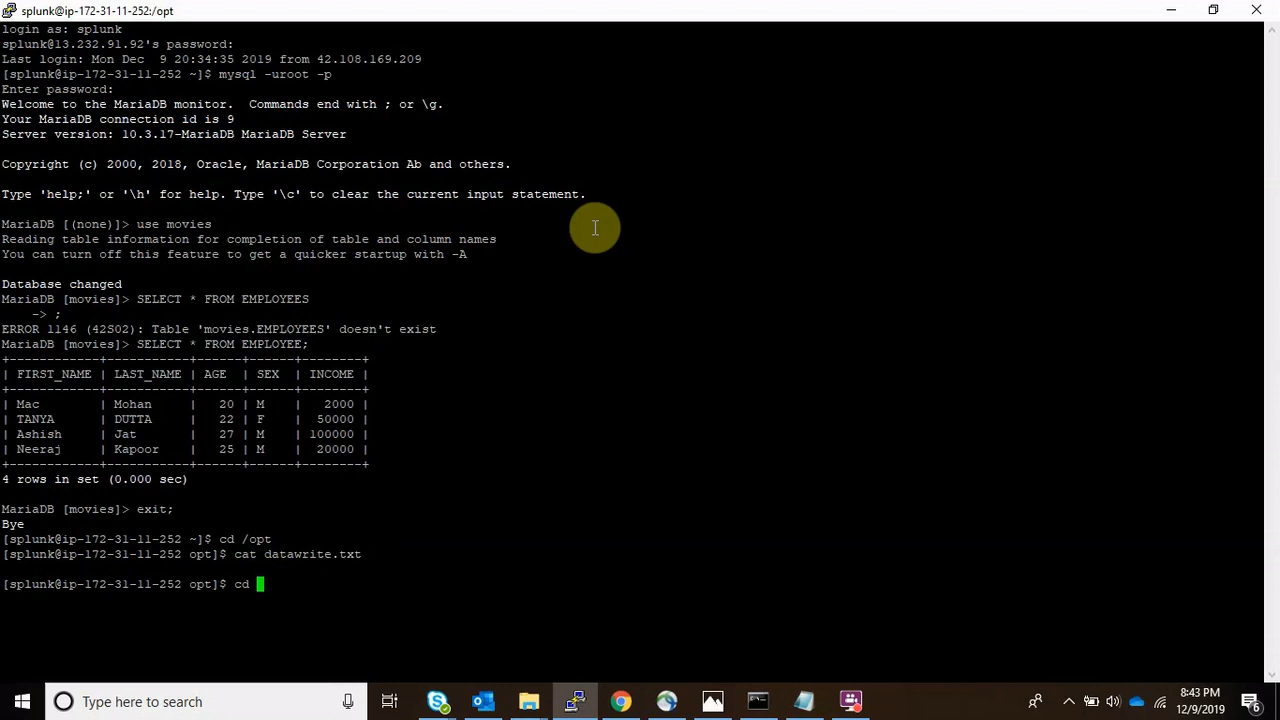 splunk@ip-172-31-11-252:/opt
login as: splunk
splunk@13.232.91.92's password:
Last login: Mon Dec  9 20:34:35 2019 from 42.108.169.209
[splunk@ip-172-31-11-252 ~]$ mysql -uroot -p
Enter password:
Welcome to the MariaDB monitor.  Commands end with ; or \g.
Your MariaDB connection id is 9
Server version: 10.3.17-MariaDB MariaDB Server
Copyright (c) 2000, 2018, Oracle, MariaDB Corporation Ab and others.
Type 'help;' or '\h' for help. Type '\c' to clear the current input statement.
MariaDB [(none)]> use movies
Reading table information for completion of table and column names
You can turn off this feature to get a quicker startup with -A
Database changed
MariaDB [movies]> SELECT * FROM EMPLOYEES
    -> ;
ERROR 1146 (42S02): Table 'movies.EMPLOYEES' doesn't exist
MariaDB [movies]> SELECT * FROM EMPLOYEE;
+------------+-----------+------+------+--------+
| FIRST_NAME | LAST_NAME | AGE  | SEX  | INCOME |
+------------+-----------+------+------+--------+
| Mac        | Mohan     |   20 | M    |   2000 |
| TANYA      | DUTTA     |   22 | F    |  50000 |
| Ashish     | Jat       |   27 | M    | 100000 |
| Neeraj     | Kapoor    |   25 | M    |  20000 |
+------------+-----------+------+------+--------+
4 rows in set (0.000 sec)
MariaDB [movies]> exit;
Bye
[splunk@ip-172-31-11-252 ~]$ cd /opt
[splunk@ip-172-31-11-252 opt]$ cat datawrite.txt
[splunk@ip-172-31-11-252 opt]$ cd
Type here to search
8:43 PM
12/9/2019
6